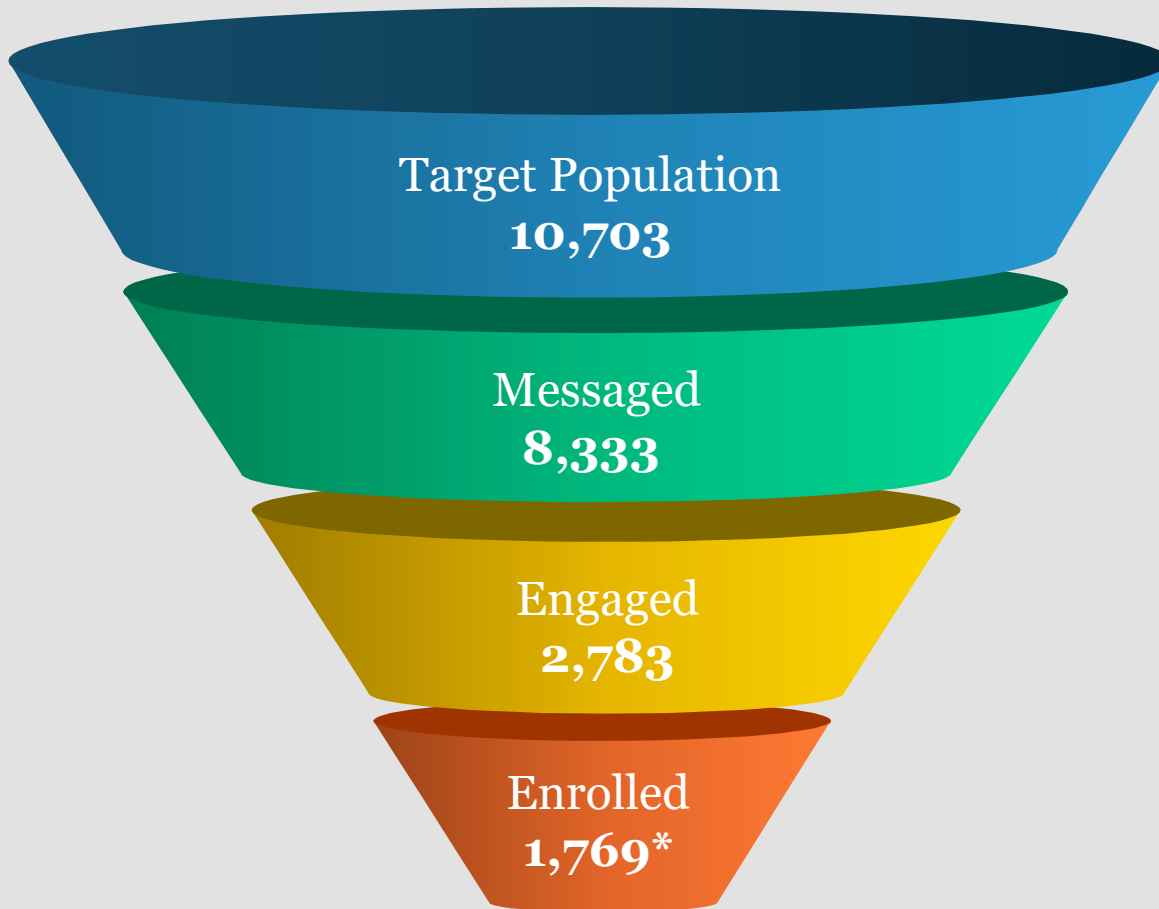 Target Population
10,703
Messaged
8,333
Engaged
2,783
Enrolled
1,769*